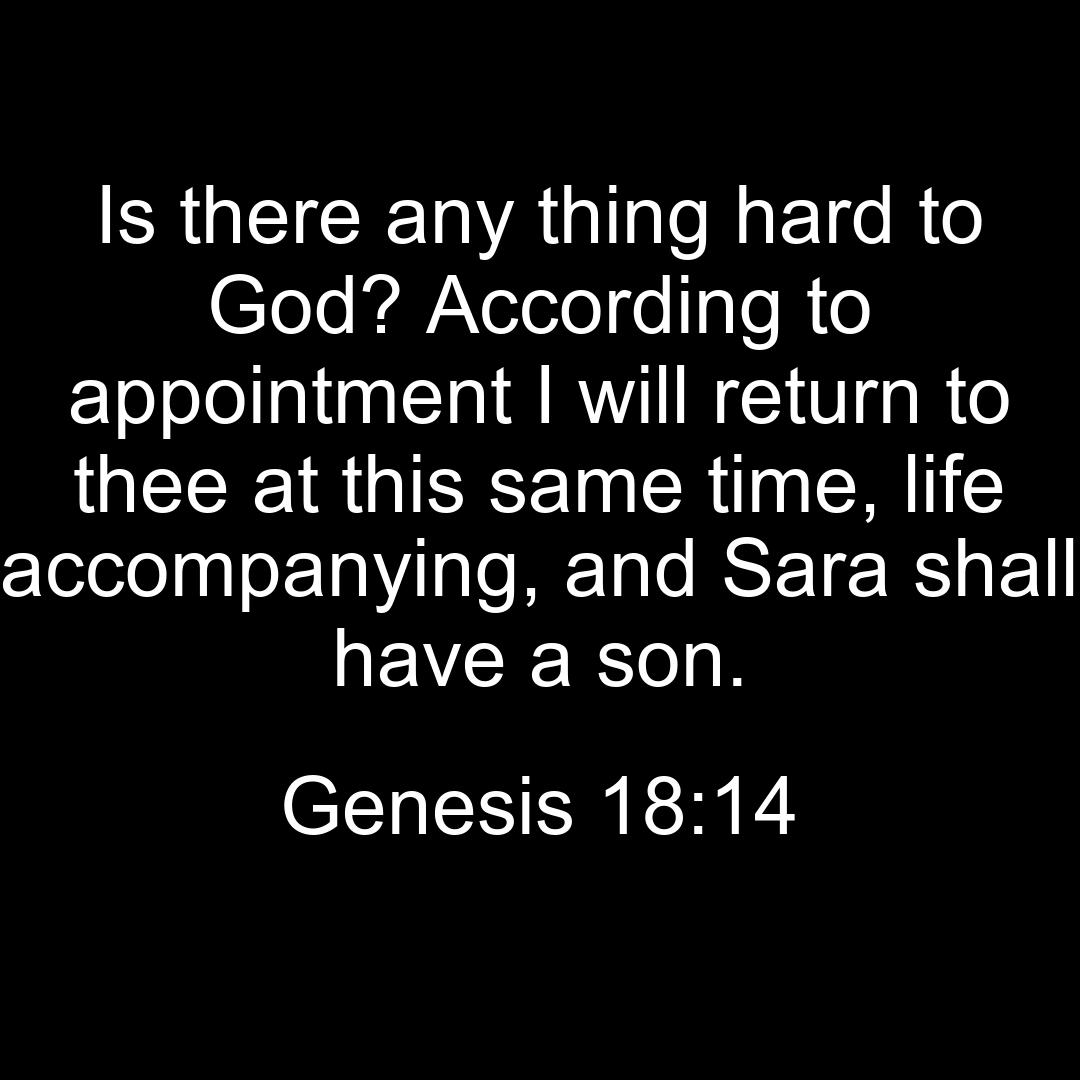 Is there any thing hard to
God? According to
appointment I will return to
thee at this same time, life
accompanying, and Sara shall
have a son.
Genesis 18:14